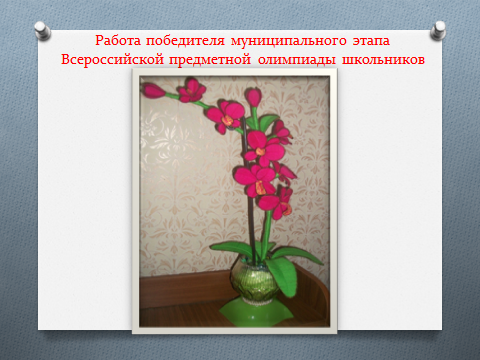 Работа победителя муниципального этапа
Всероссийской предметной олимпиады школьников